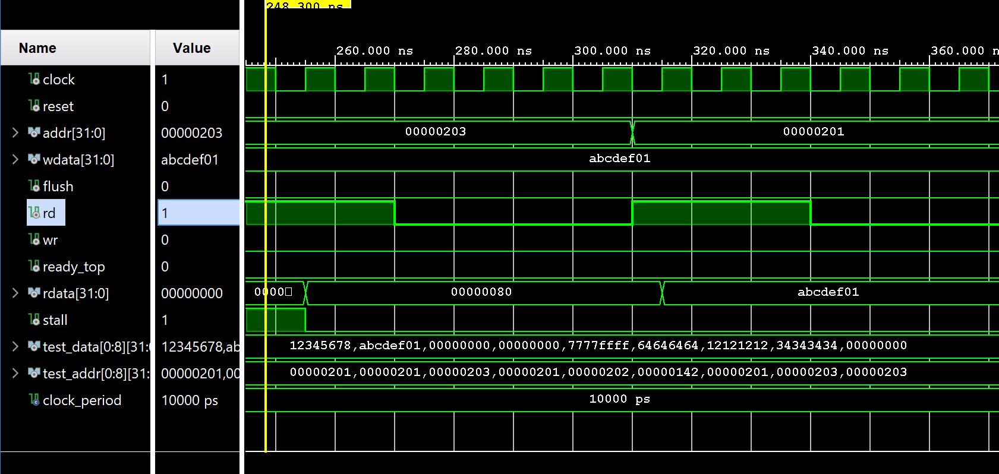 248.300 ns
Name Value
260.000 ns 280.000 ns 300.000 ns 320.000 ns 340.000 ns 360.000 n
clock 1
reset 0
addr[31:0] 00000203 00000203 00000201
wdata[31:0] abcdef01 abcdef01
flush 0
rd 1
wr 0
ready_top 0
rdata[31:0] 00000000 0000 00000080 abcdef01
stall 1
test_data[0:8][31: 12345678,ab 12345678,abcdef01,00000000,00000000,7777ffff,64646464,12121212,34343434,00000000
test_addr[0:8][31: 00000201,00 00000201,00000201,00000203,00000201,00000202,00000142,00000201,00000203,00000203
clock_period 10000 ps 10000 ps